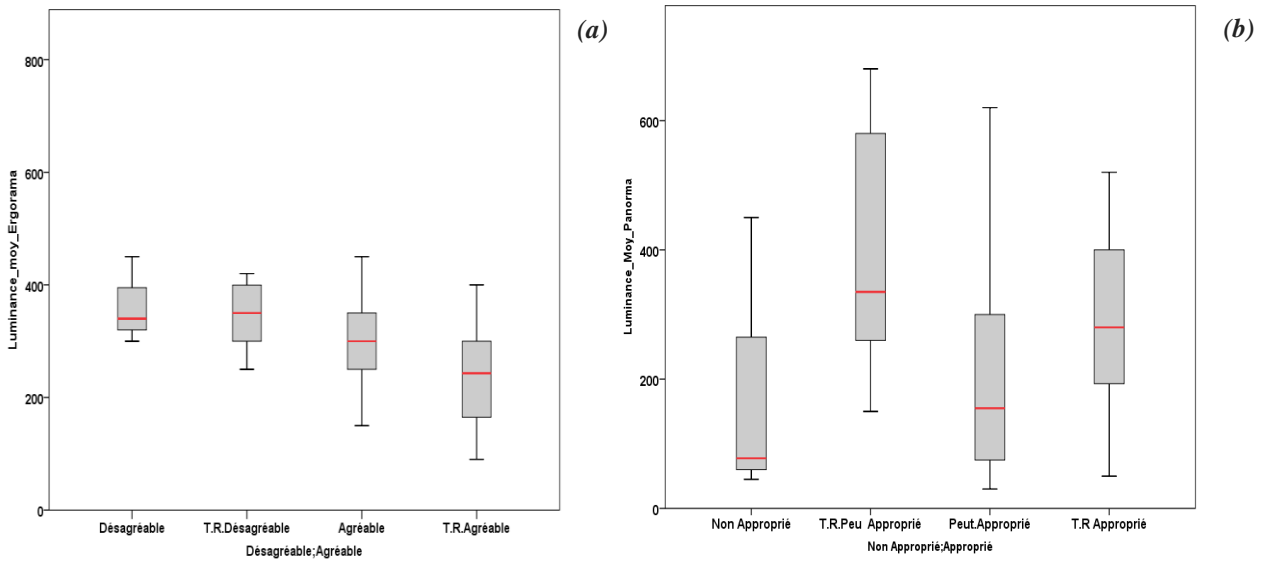 (a)
800
600
400
200
0
Luminance_moy_Ergorama
Désagréable T.R.Désagréable Agréable T.R.Agréable
Désagréable;Agréable
(b)
600
400
200
0
Luminance_Moy_Panorma
Non Approprié T.R.Peu Approprié Peut.Approprié T.R Approprié
Non Approprié;Approprié